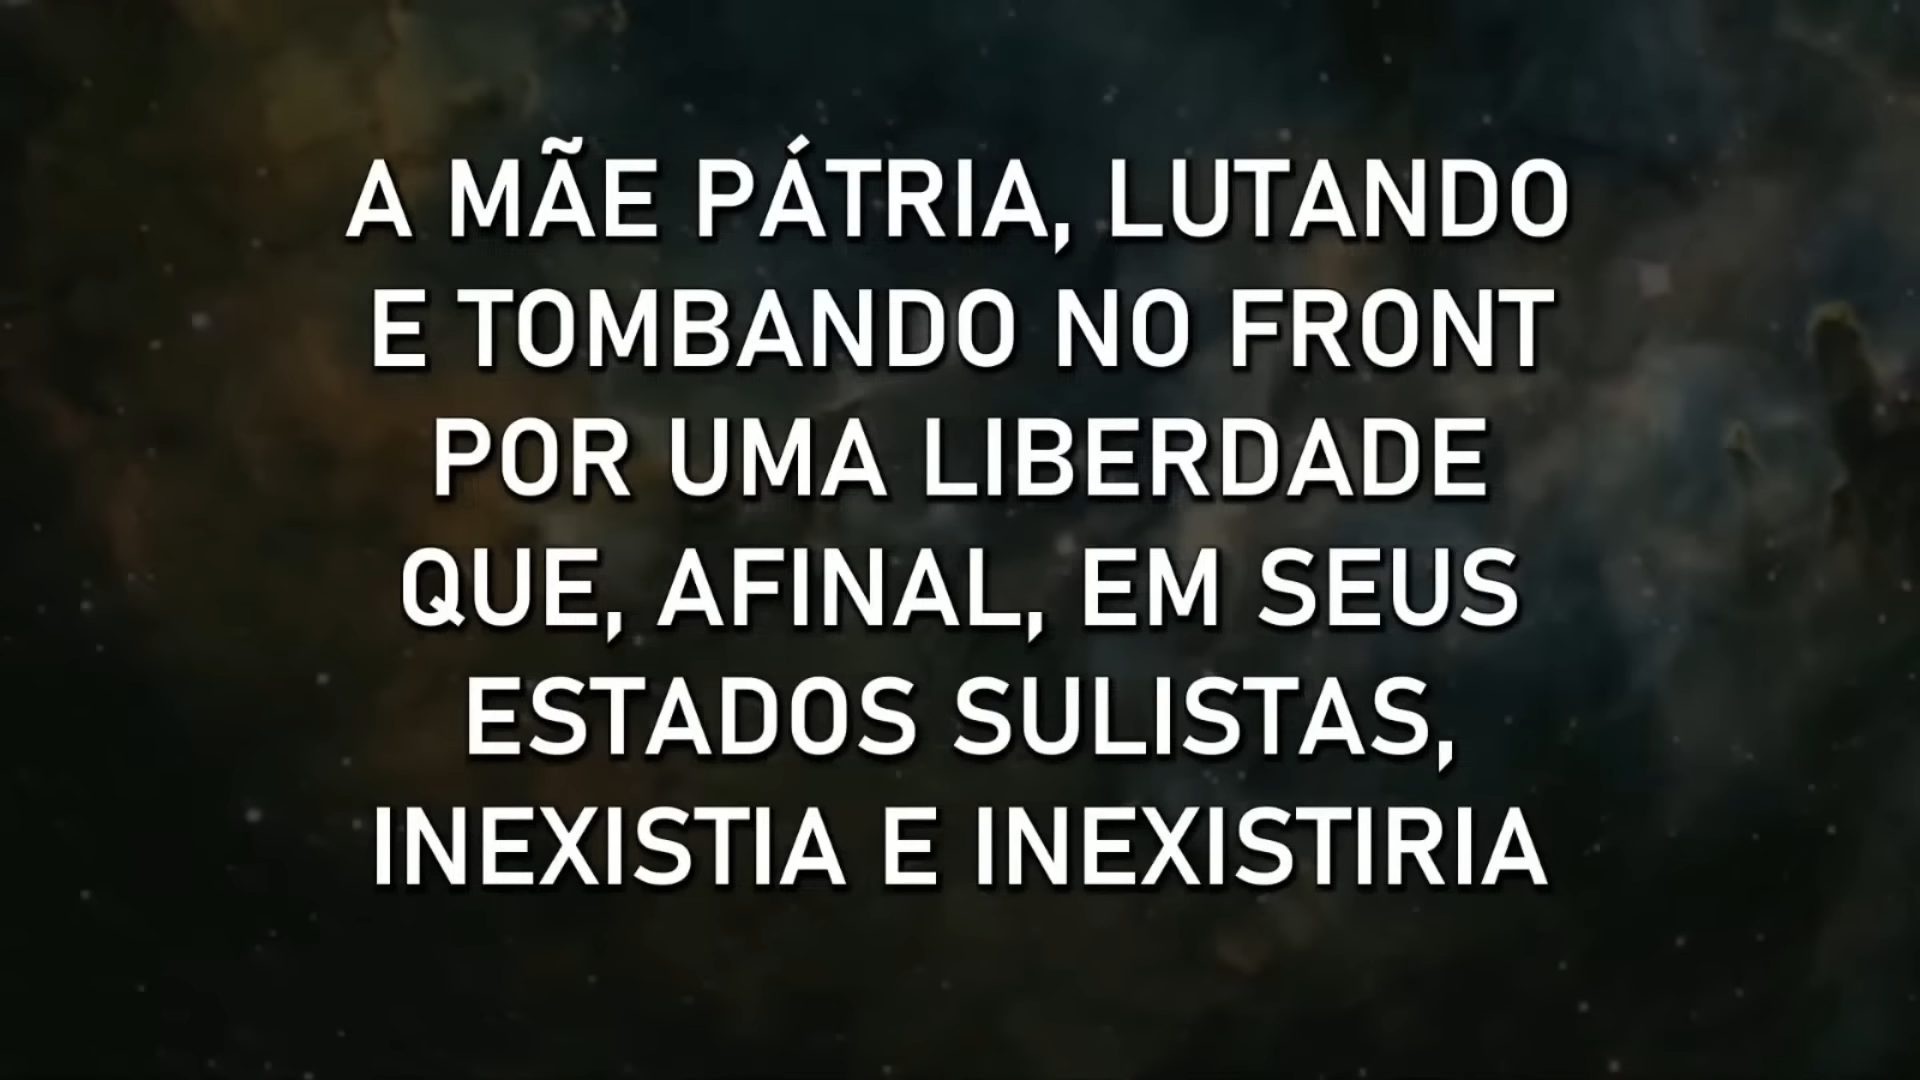 A MÃE PÁTRIA, LUTANDO
E TOMBANDO NO FRONT
POR UMA LIBERDADE
QUE, AFINAL, EM SEUS
ESTADOS SULISTAS,
INEXISTIA E INEXISTIRIA